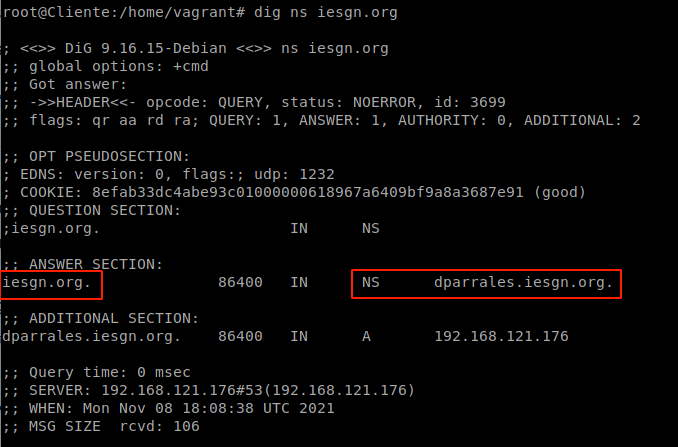 root@Cliente:/home/vagrant# dig ns iesgn.org
; <<>> DiG 9.16.15-Debian <<>> ns iesgn.org
;; global options: +cmd
;; Got answer:
;; ->>HEADER<<- opcode: QUERY, status: NOERROR, id: 3699
;; flags: qr aa rd ra; QUERY: 1, ANSWER: 1, AUTHORITY: 0, ADDITIONAL: 2
;; OPT PSEUDOSECTION:
; EDNS: version: 0, flags:; udp: 1232
; COOKIE: 8efab33dc4abe93c01000000618967a6409bf9a8a3687e91 (good)
;; QUESTION SECTION:
;iesgn.org. IN NS
;; ANSWER SECTION:
iesgn.org. 86400 IN NS dparrales.iesgn.org.
;; ADDITIONAL SECTION:
dparrales.iesgn.org. 86400 IN A 192.168.121.176
;; Query time: 0 msec
;; SERVER: 192.168.121.176#53(192.168.121.176)
;; WHEN: Mon Nov 08 18:08:38 UTC 2021
;; MSG SIZE rcvd: 106